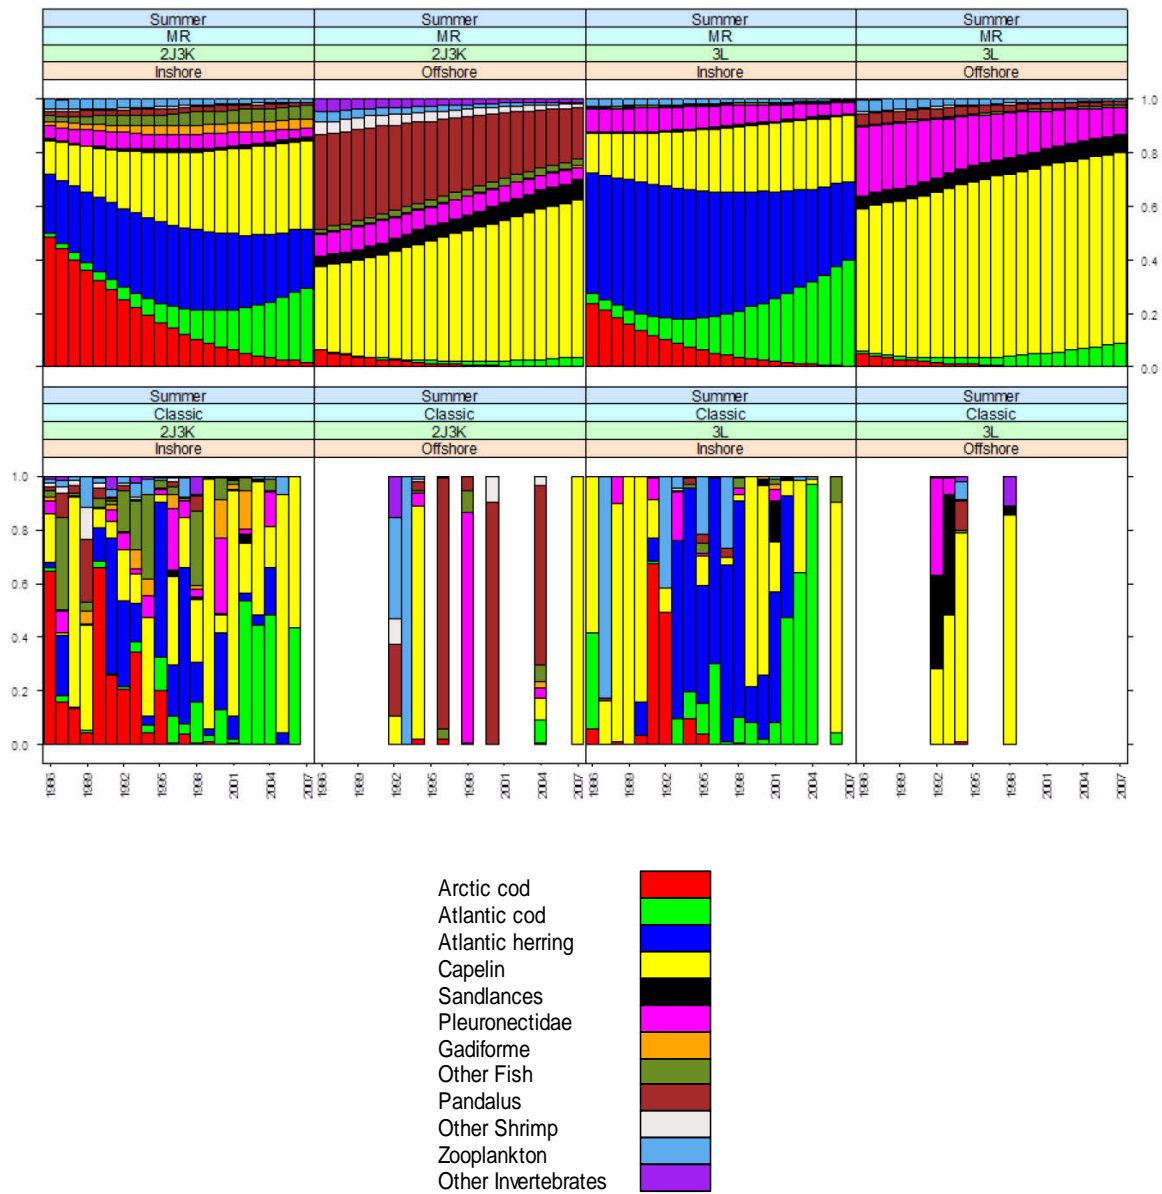 Summer Summer Summer Summer
MR MR MR MR
2J3K 2J3K 3L 3L
Inshore Offshore Inshore Offshore
1.0
0.8
0.6
0.4
0.2
0.0
Summer Summer Summer Summer
Classic Classic Classic Classic
2J3K 2J3K 3L 3L
Inshore Offshore Inshore Offshore
1.0
0.8
0.6
0.4
0.2
0.0
1986 1989 1992 1995 1998 2001 2004 2007 1986 1989 1992 1995 1998 2001 2004 2007 1986 1989 1992 1995 1998 2001 2004 2007 1986 1989 1992 1995 1998 2001 2004 2007
Arctic cod
Atlantic cod
Atlantic herring
Capelin
Sandlances
Pleuronectidae
Gadiforme
Other Fish
Pandalus
Other Shrimp
Zooplankton
Other Invertebrates